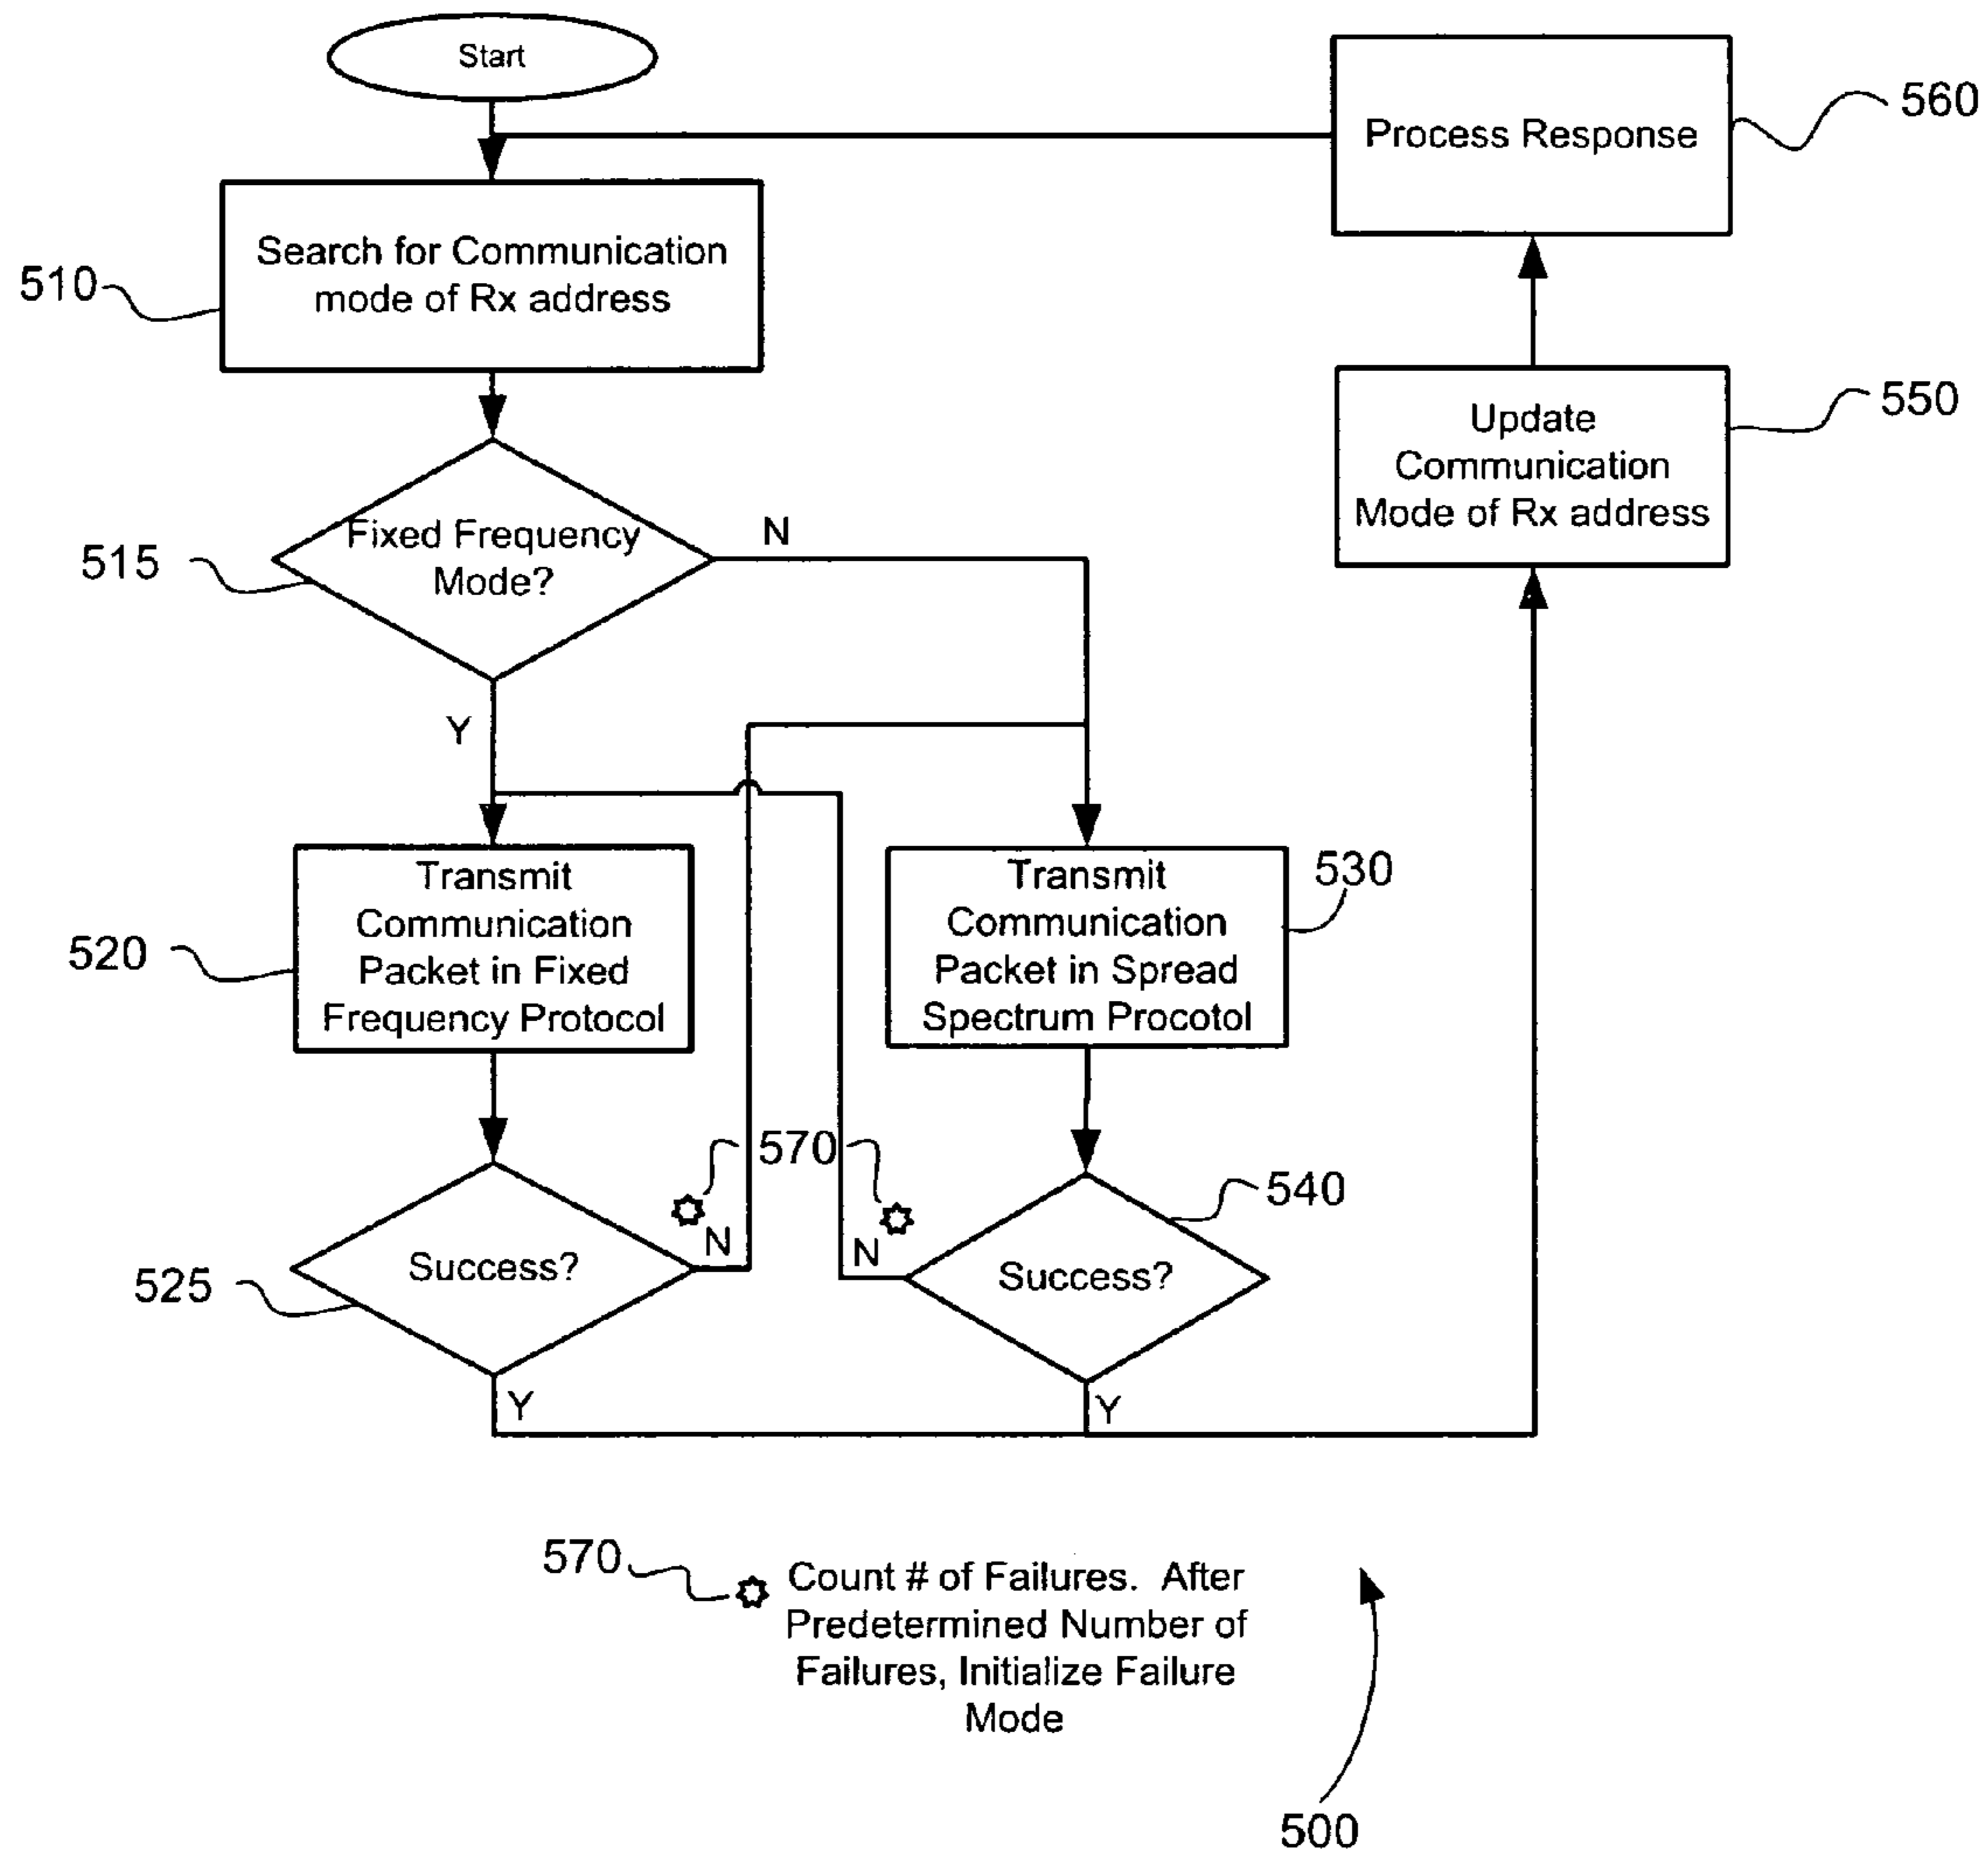 Start
Process Response
560
Search for Communication
mode of Rx address
510
Update
Communication
Mode of Rx address
550
Fixed Frequency
Mode?
515
N
Y
Transmit
Communication
Packet in Fixed
Frequency Protocol
520
Transmit
Communication
Packet in Spread
Spectrum Procotol
530
570
Success?
525
N
Y
N
Success?
540
Y
570
Count # of Failures. After
Predetermined Number of
Failures, Initialize Failure
Mode
500